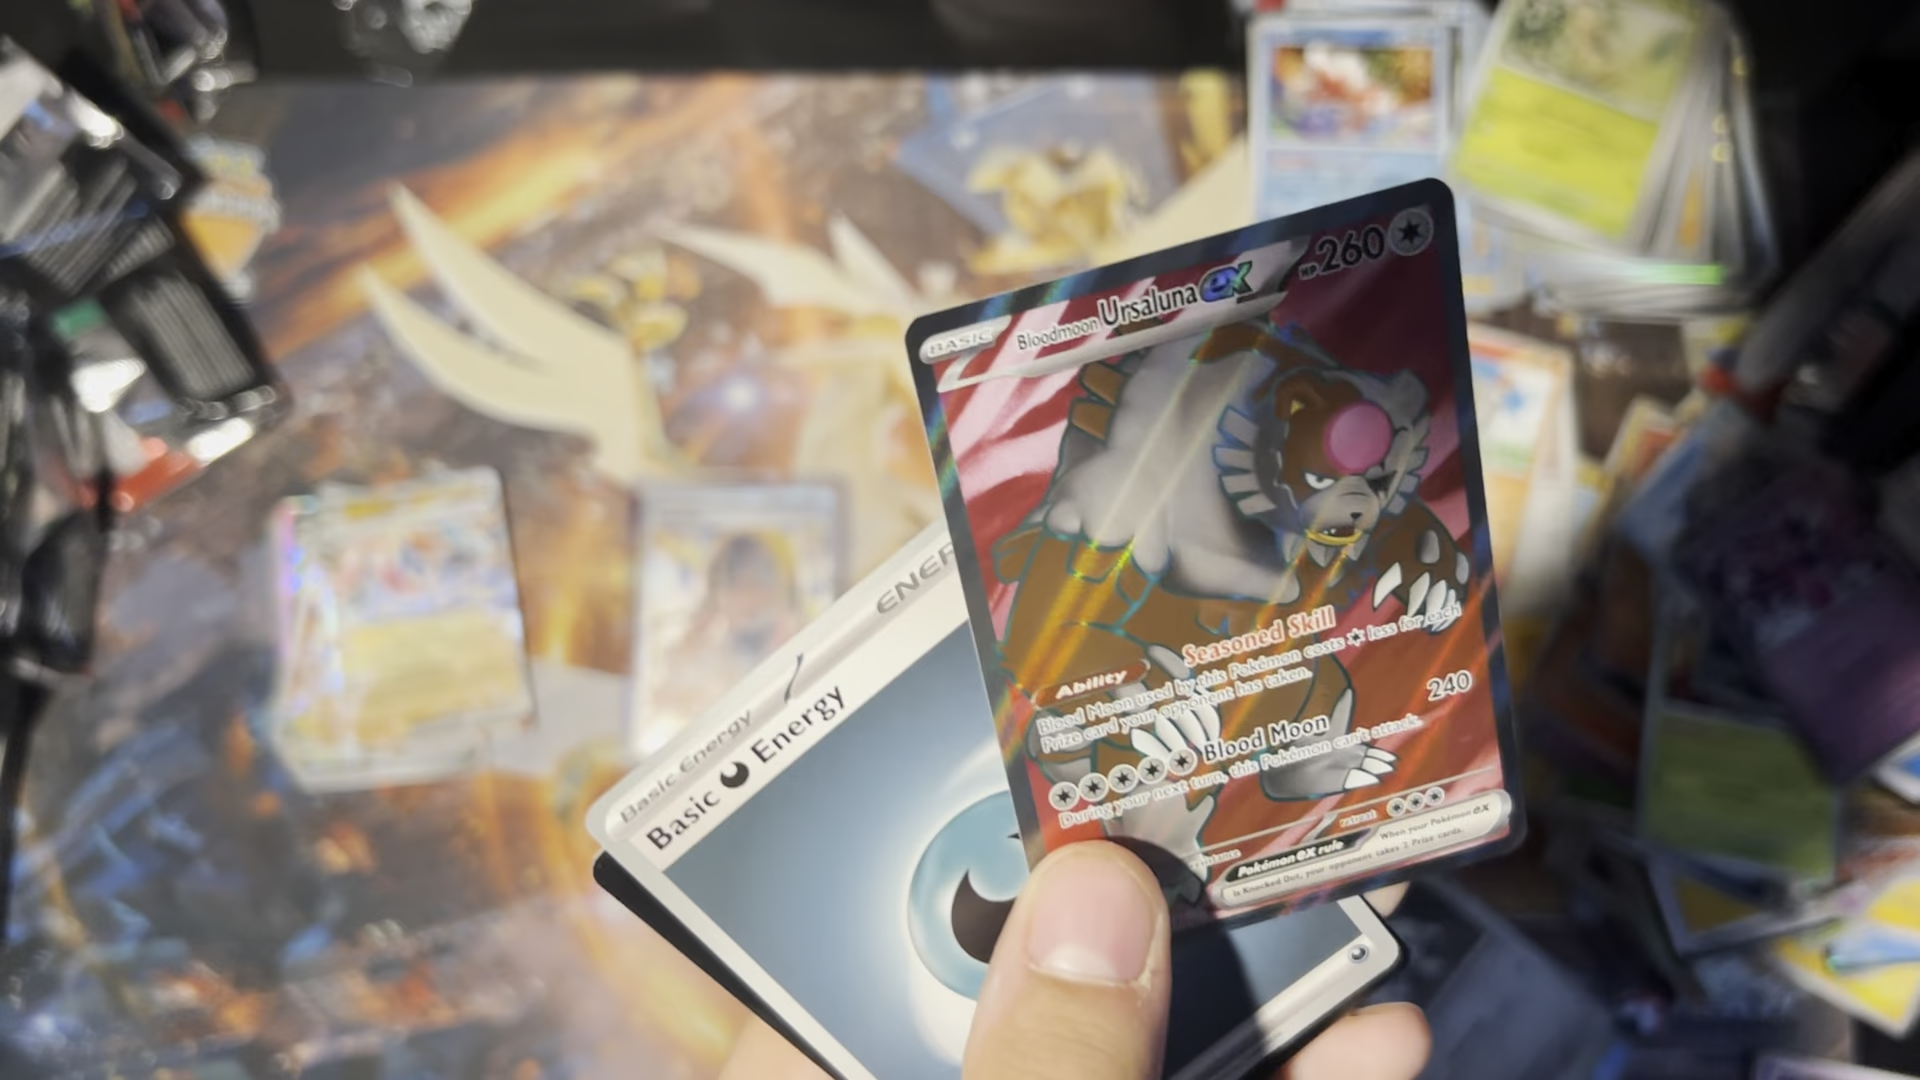 BASIC
Bloodmoon Ursaluna ex
HP 260
Ability
Seasoned Skill
Blood Moon used by this Pokémon costs less for each
Prize card your opponent has taken.
Blood Moon
240
During your next turn, this Pokémon can't attack.
retreat
Pokémon ex rule
When your Pokémon ex
is Knocked Out, your opponent takes 2 Prize cards.
Basic Energy
ENER
Basic Energy